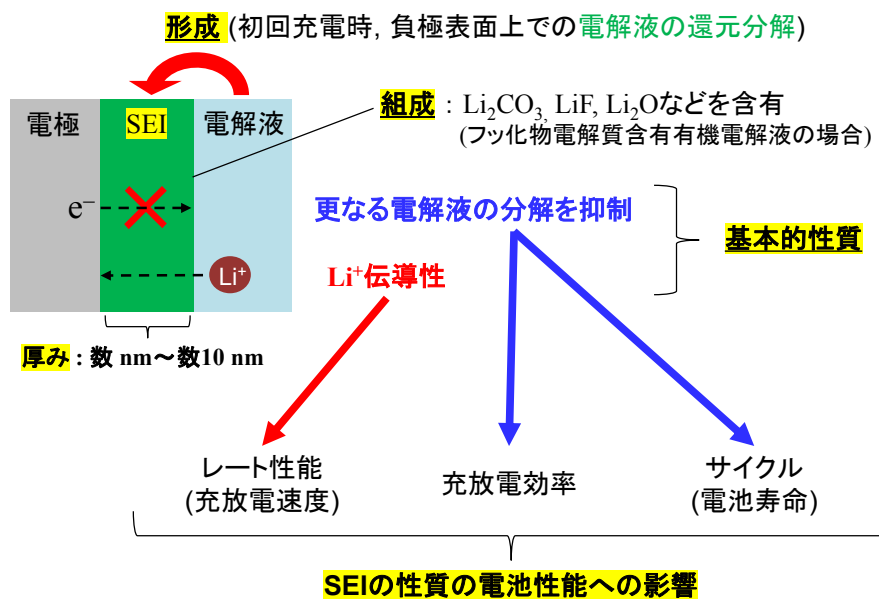 形成 (初回充電時, 負極表面上での電解液の還元分解)
電極 SEI 電解液
組成 : Li₂CO₃, LiF, Li₂Oなどを含有
(フッ化物電解質含有有機電解液の場合)
e⁻
更なる電解液の分解を抑制
基本的性質
Li⁺
Li⁺伝導性
厚み : 数 nm～数10 nm
レート性能
(充放電速度)
充放電効率
サイクル
(電池寿命)
SEIの性質の電池性能への影響